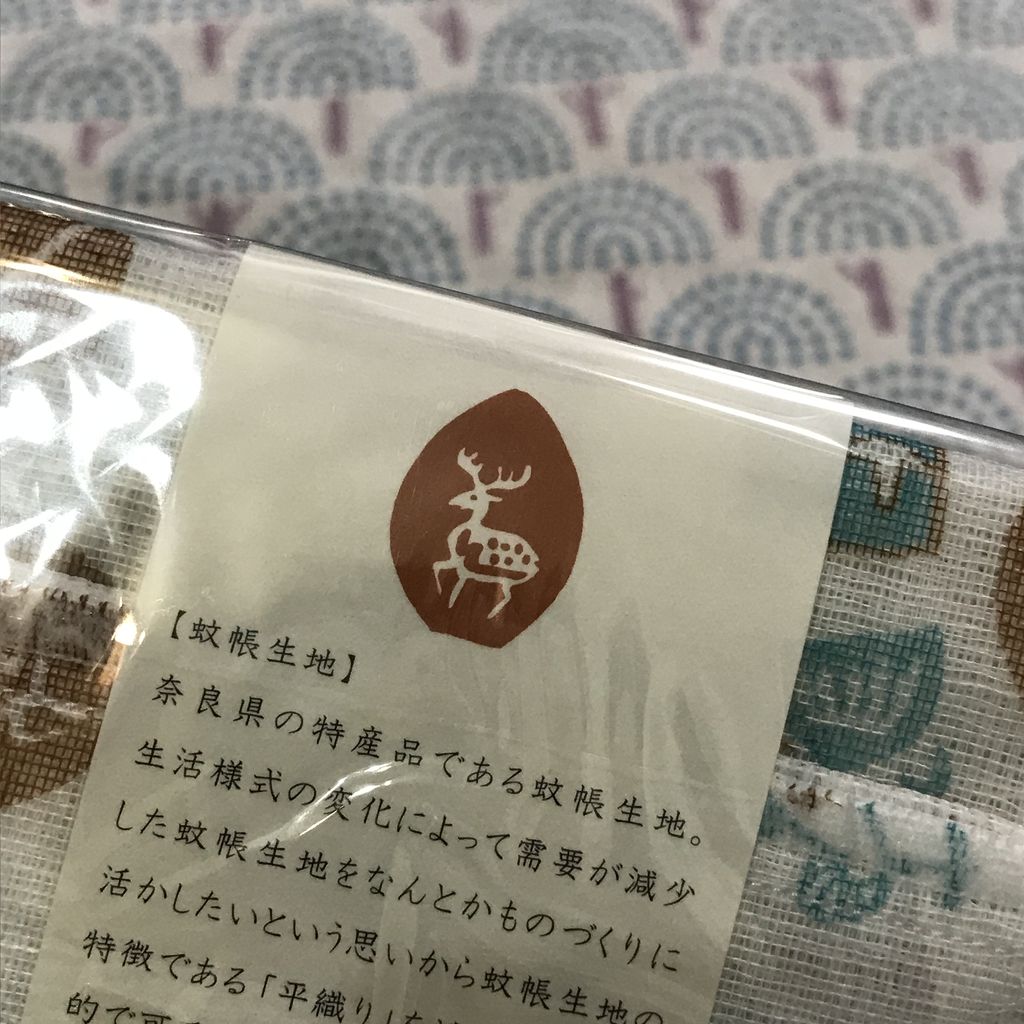 【蚊帳生地】
奈良県の特産品である蚊帳生地。
生活様式の変化によって需要が減少
した蚊帳生地をなんとかものづくりに
活かしたいという思いから蚊帳生地の
特徴である「平織り」を
的で